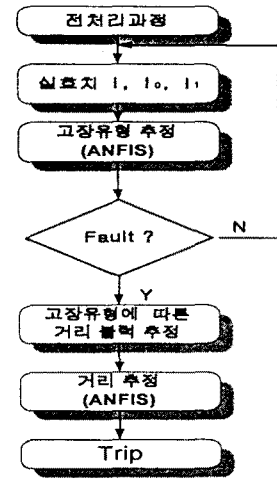 전처리과정
실효치 I, I₀, I₁
고장유형 추정
(ANFIS)
Fault ?
N
Y
고장유형에 따른
거리 블럭 추정
거리 추정
(ANFIS)
Trip